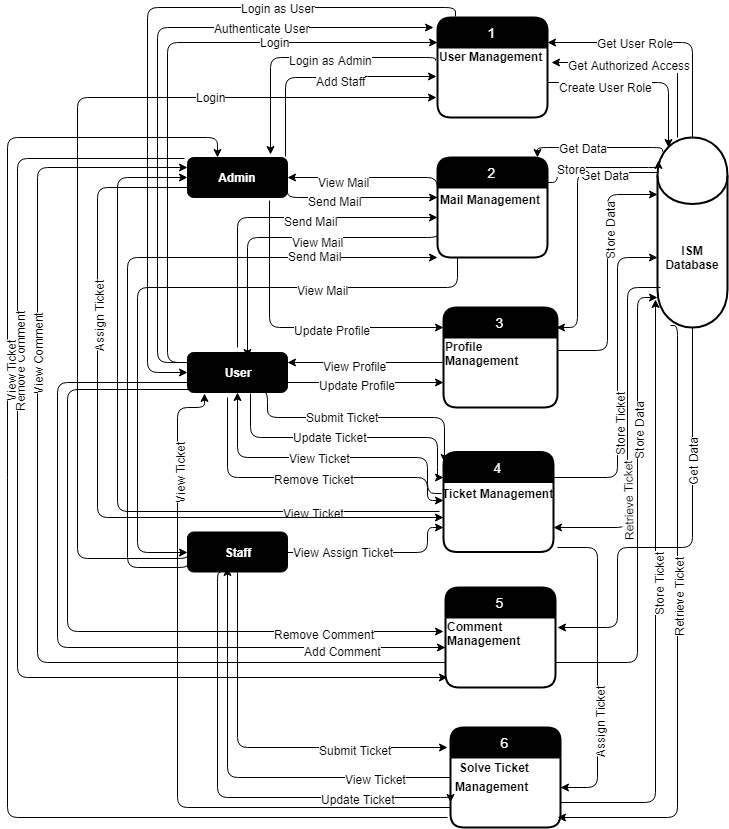 Login as User
Authenticate User
Login
1
User Management
Get User Role
Login as Admin
Get Authorized Access
Add Staff
Create User Role
Login
Get Data
Admin
2
Store
Get Data
View Mail
Mail Management
Send Mail
Send Mail
Store Data
View Mail
Send Mail
ISM
Database
View Mail
Assign Ticket
3
Update Profile
Profile
Management
View Ticket
Remove Comment
View Comment
User
View Profile
Update Profile
Submit Ticket
Store Ticket
Store Data
Update Ticket
View Ticket
View Ticket
4
Get Data
Remove Ticket
Ticket Management
Retrieve Ticket
View Ticket
Staff
View Assign Ticket
Store Ticket
Retrieve Ticket
5
Comment
Management
Remove Comment
Add Comment
Assign Ticket
6
Submit Ticket
Solve Ticket
Management
View Ticket
Update Ticket